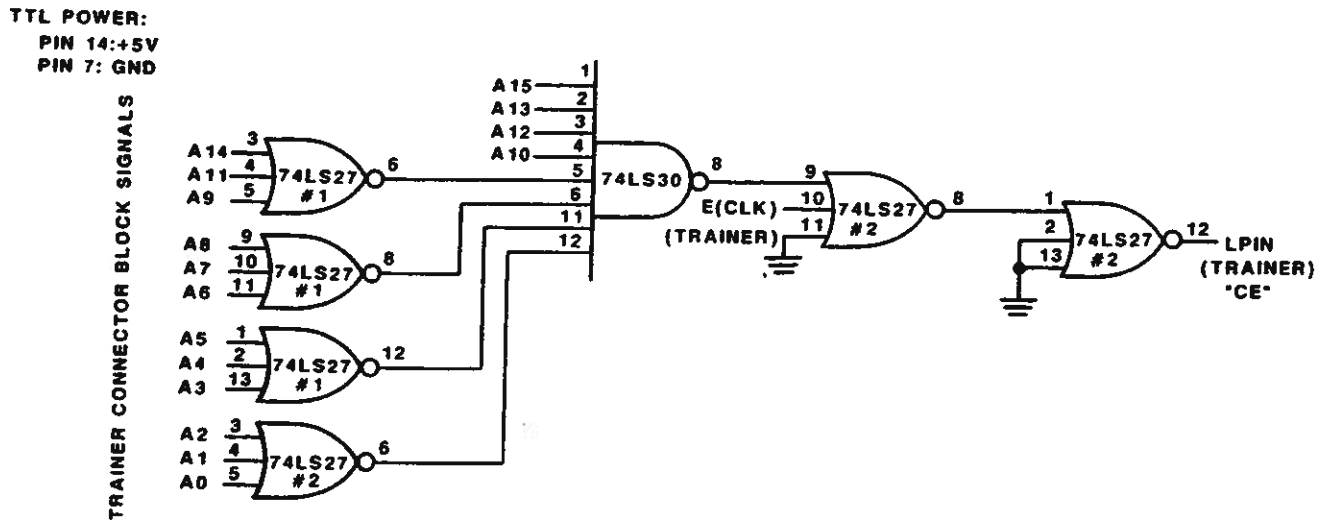 TTL POWER:
PIN 14:+5V
PIN 7: GND
TRAINER CONNECTOR BLOCK SIGNALS
A15 1
A13 2
A12 3
A10 4
5
6
11
12
74LS30
8
A14 3
A11 4
A9 5
74LS27
#1
6
A8 9
A7 10
A6 11
74LS27
#1
8
A5 1
A4 2
A3 13
74LS27
#1
12
A2 3
A1 4
A0 5
74LS27
#2
6
9
E(CLK) 10
(TRAINER) 11
74LS27
#2
8
1
2
13
74LS27
#2
12 LPIN
(TRAINER)
"CE"